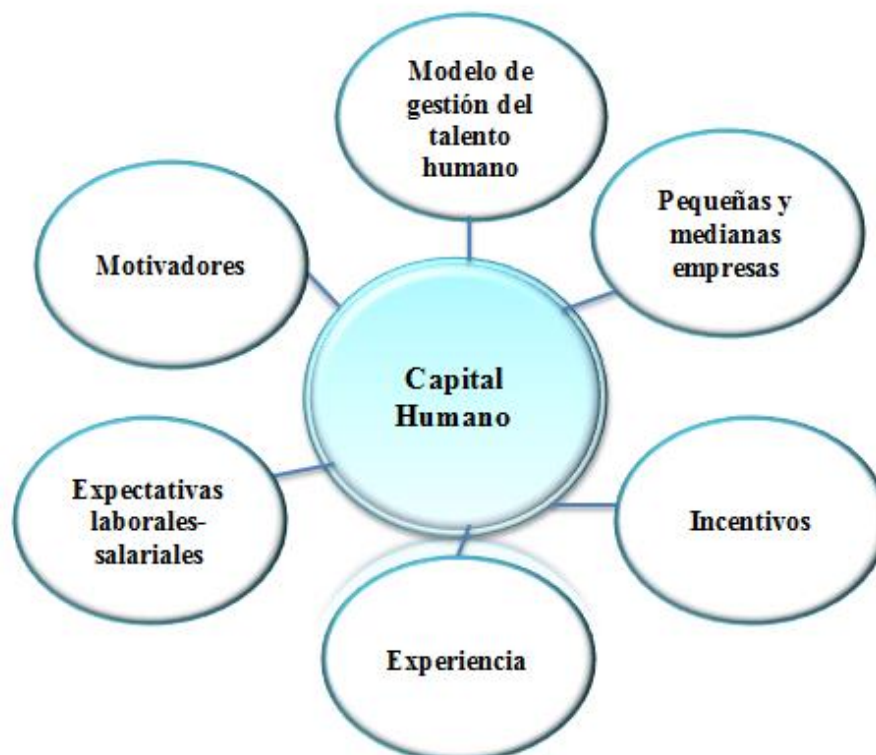 Modelo de
gestión del
talento
humano
Pequeñas y
medianas
empresas
Motivadores
Capital
Humano
Expectativas
laborales-
salariales
Incentivos
Experiencia